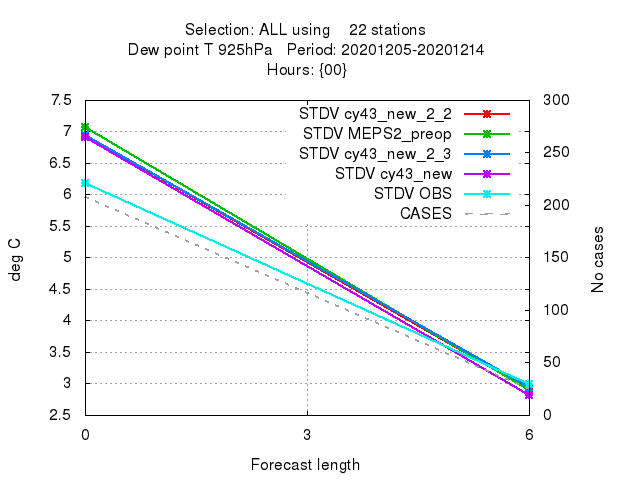 Selection: ALL using    22 stations
Dew point T 925hPa   Period: 20201205-20201214
Hours: {00}
7.5
7
6.5
6
5.5
5
4.5
4
3.5
3
2.5
300
250
200
150
100
50
0
STDV cy43_new_2_2
STDV MEPS2_preop
STDV cy43_new_2_3
STDV cy43_new
STDV OBS
CASES
deg C
No cases
0
3
6
Forecast length